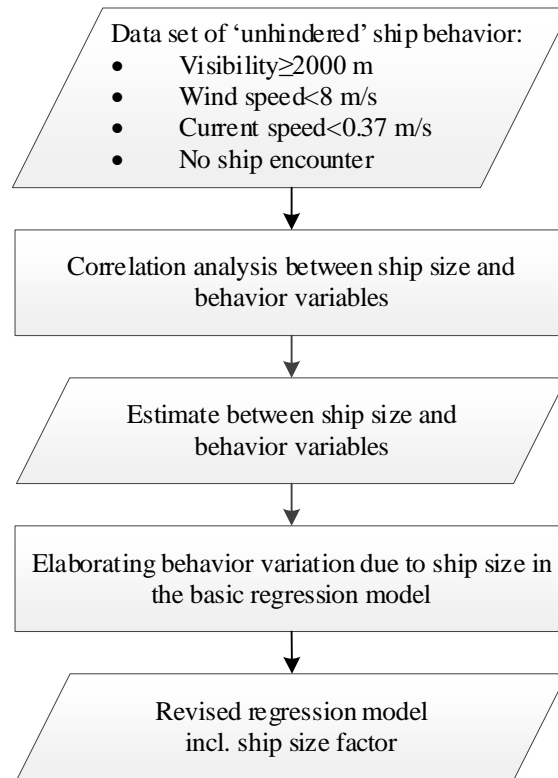 Data set of ‘unhindered’ ship behavior:
• Visibility≥2000 m
• Wind speed<8 m/s
• Current speed<0.37 m/s
• No ship encounter
Correlation analysis between ship size and
behavior variables
Estimate between ship size and
behavior variables
Elaborating behavior variation due to ship size in
the basic regression model
Revised regression model
incl. ship size factor